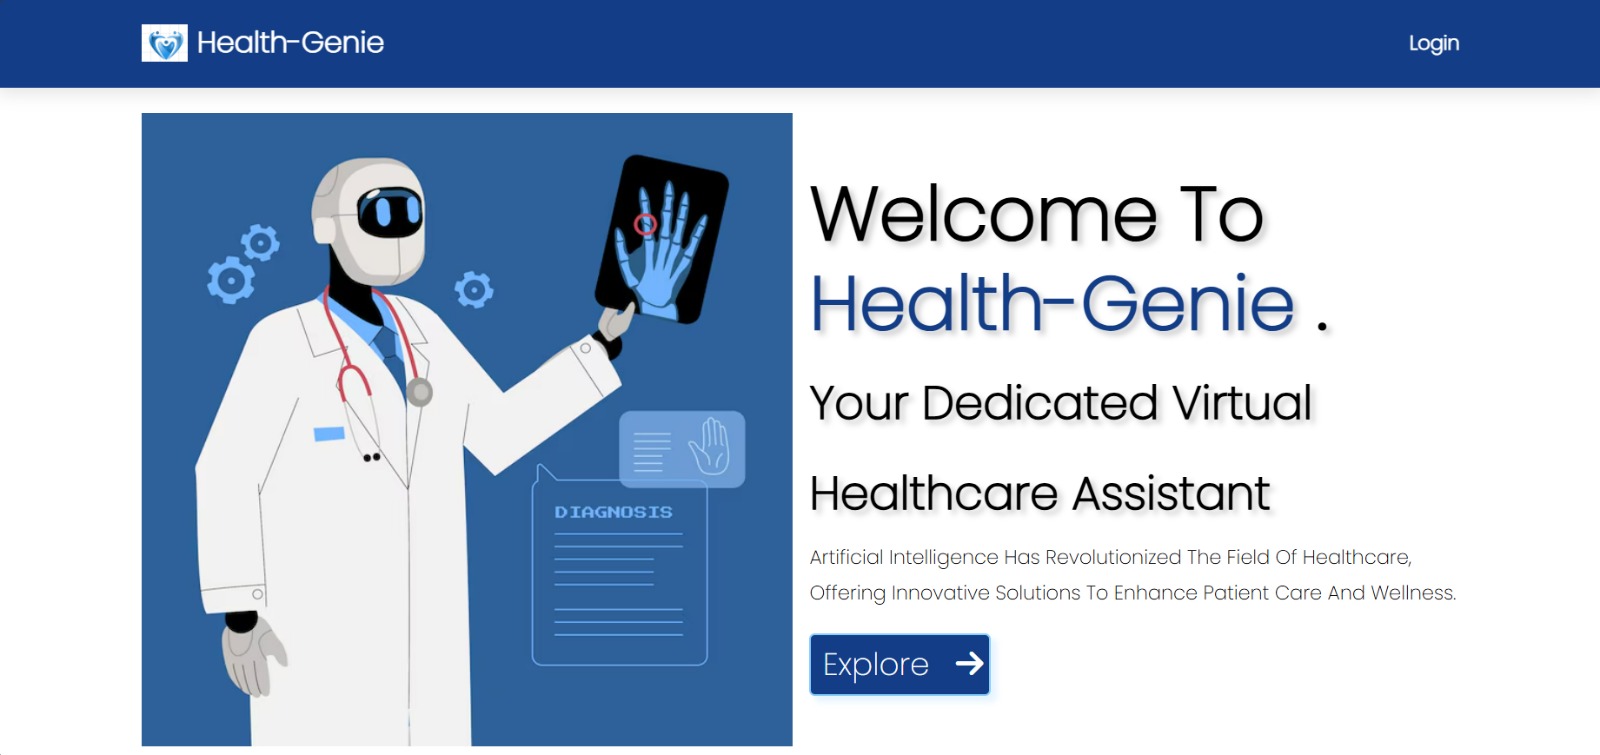 Health-Genie
Login
Welcome To
Health-Genie .
Your Dedicated Virtual
Healthcare Assistant
Artificial Intelligence Has Revolutionized The Field Of Healthcare,
Offering Innovative Solutions To Enhance Patient Care And Wellness.
Explore
DIAGNOSIS